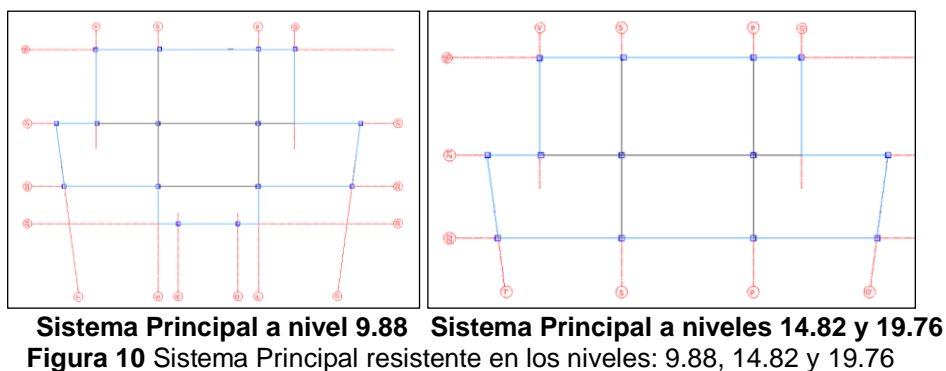 V S P G
V S P G
S S P P
Sistema Principal a nivel 9.88 Sistema Principal a niveles 14.82 y 19.76
Figura 10 Sistema Principal resistente en los niveles: 9.88, 14.82 y 19.76